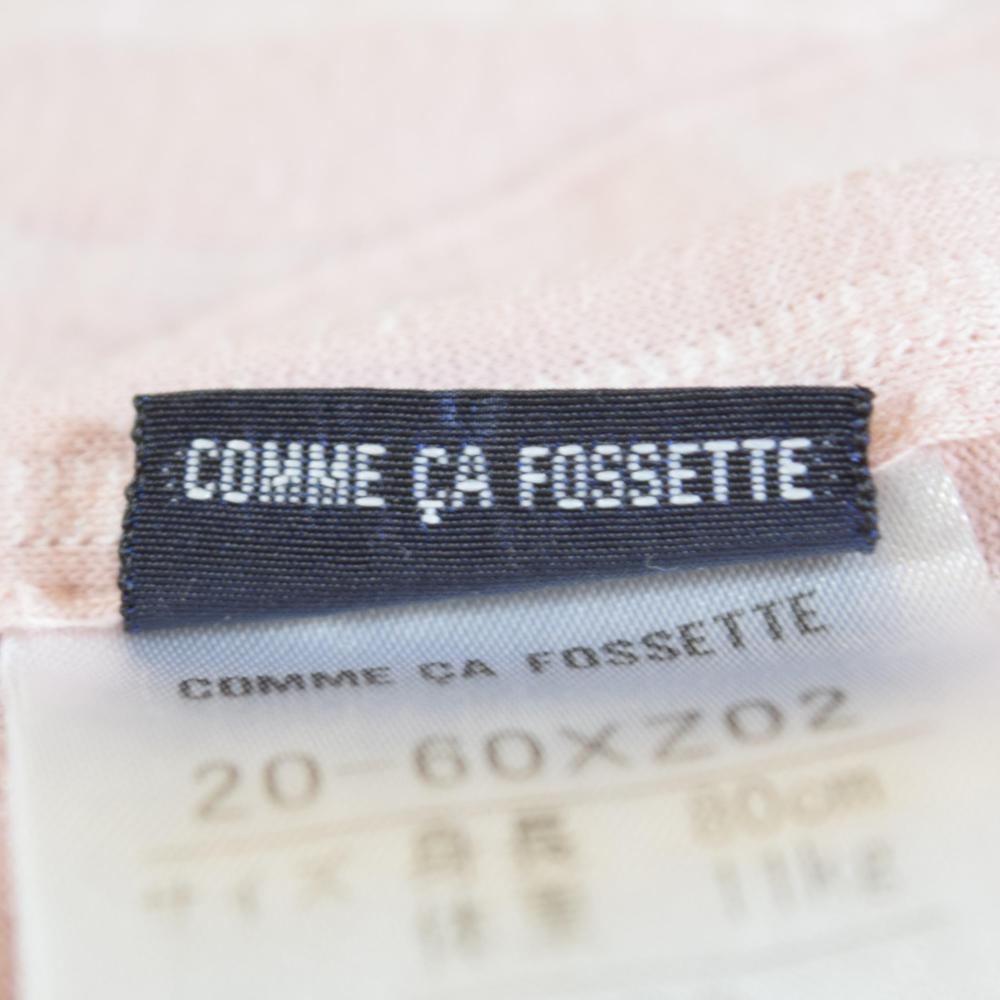 COMME ÇA FOSSETTE
COMME ÇA FOSSETTE
20-60XZ02
サイズ 身長 80cm
体重 11kg